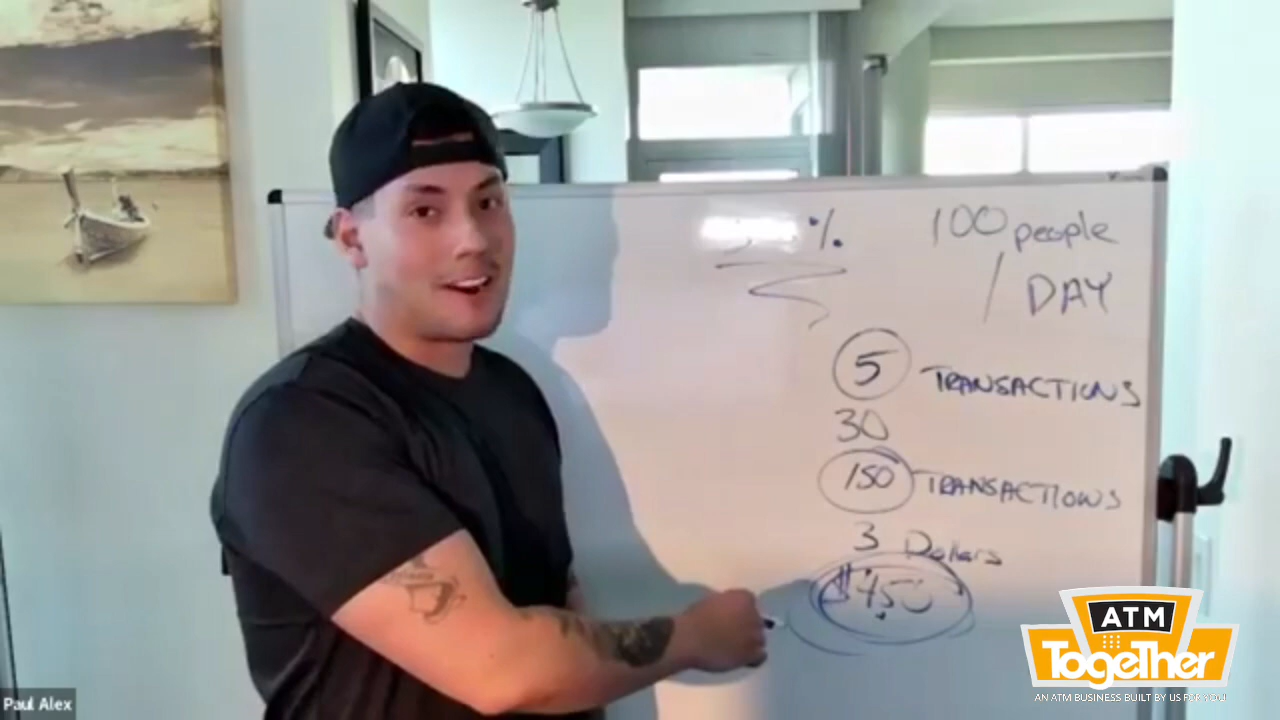 %
100 people
/ DAY
5 TRANSACTIONS
30
150 TRANSACTIONS
3 Dollars
$450
ATM
TogeTher
AN ATM BUSINESS BUILT BY US FOR YOU!
Paul Alex